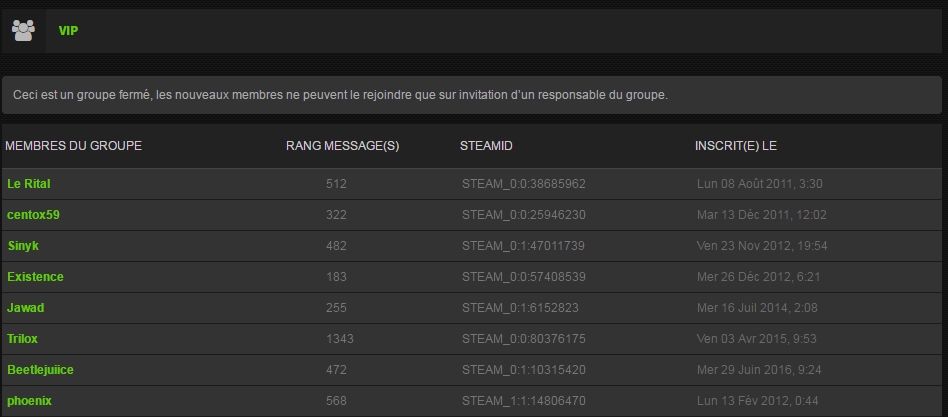 VIP
Ceci est un groupe fermé, les nouveaux membres ne peuvent le rejoindre que sur invitation d'un responsable du groupe.
MEMBRES DU GROUPE RANG MESSAGE(S) STEAMID INSCRIT(E) LE
Le Rital 512 STEAM_0:0:38685962 Lun 08 Août 2011, 3:30
centox59 322 STEAM_0:0:25946230 Mar 13 Déc 2011, 12:02
Sinyk 482 STEAM_0:1:47011739 Ven 23 Nov 2012, 19:54
Existence 183 STEAM_0:0:57408539 Mer 26 Déc 2012, 6:21
Jawad 255 STEAM_0:1:6152823 Mer 16 Juil 2014, 2:08
Trilox 1343 STEAM_0:0:80376175 Ven 03 Avr 2015, 9:53
Beetlejuiice 472 STEAM_0:1:10315420 Mer 29 Juin 2016, 9:24
phoenix 568 STEAM_1:1:14806470 Lun 13 Fév 2012, 0:44